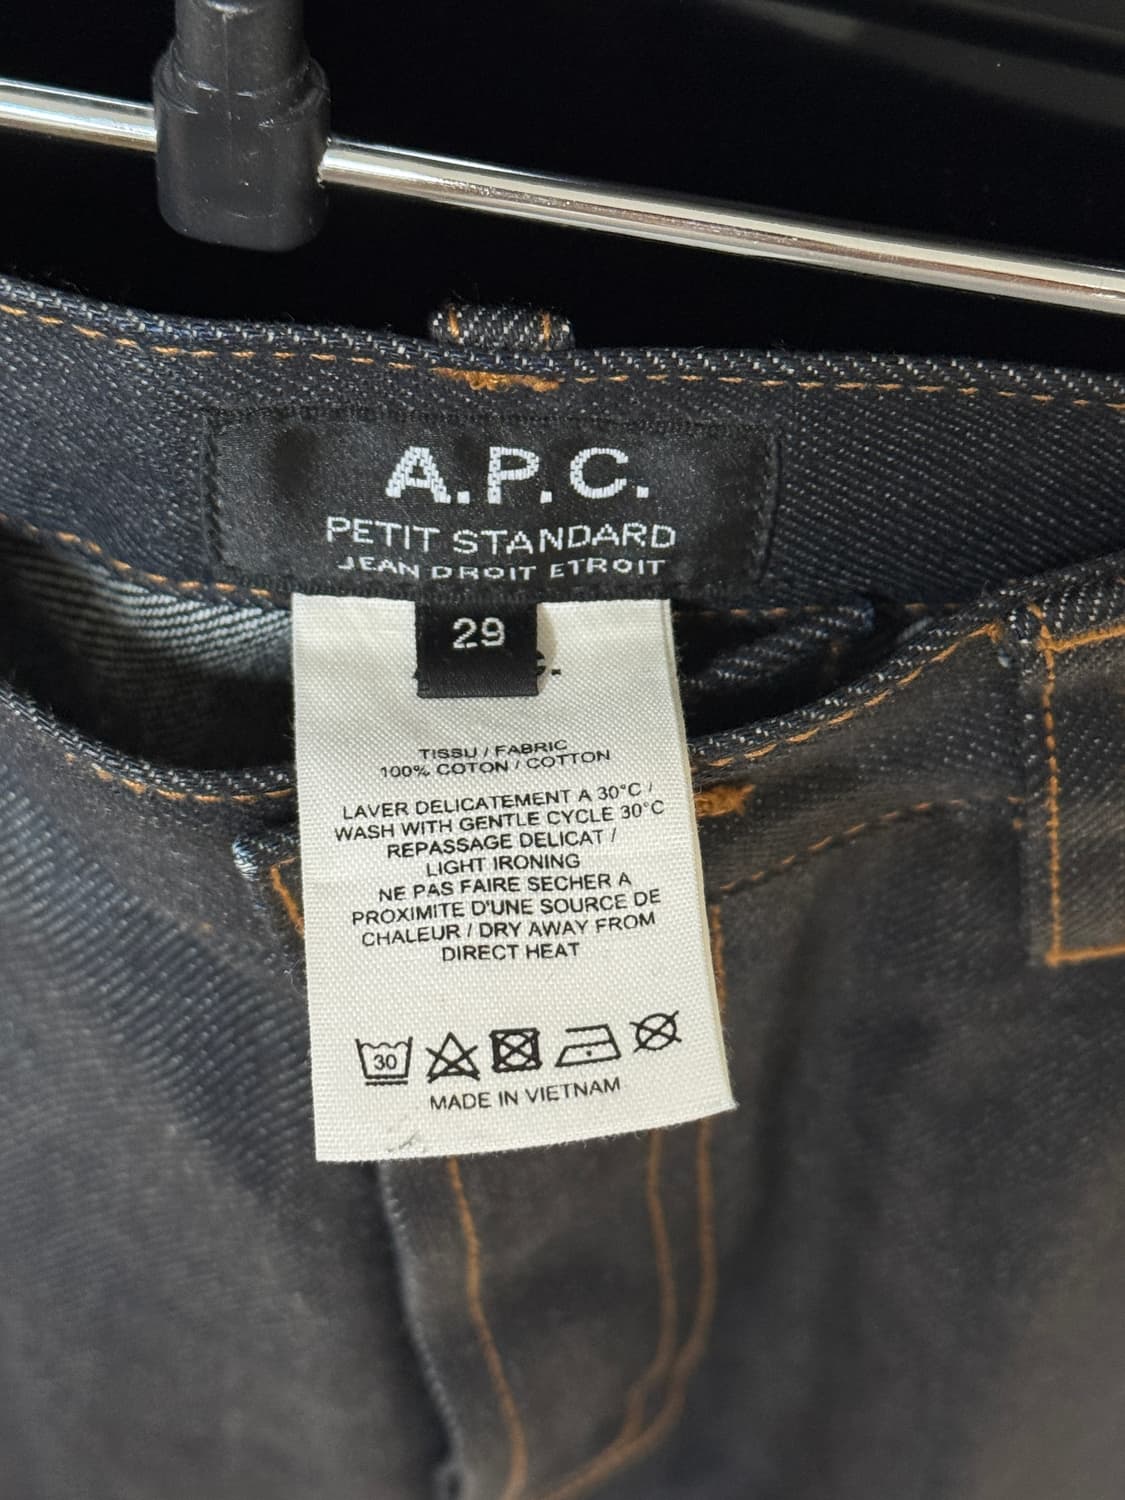 A.P.C.
PETIT STANDARD
JEAN DROIT ETROIT
29
TISSU / FABRIC
100% COTON / COTTON
LAVER DELICATEMENT A 30°C /
WASH WITH GENTLE CYCLE 30°C
REPASSAGE DELICAT /
LIGHT IRONING
NE PAS FAIRE SECHER A
PROXIMITE D'UNE SOURCE DE
CHALEUR / DRY AWAY FROM
DIRECT HEAT
30
MADE IN VIETNAM